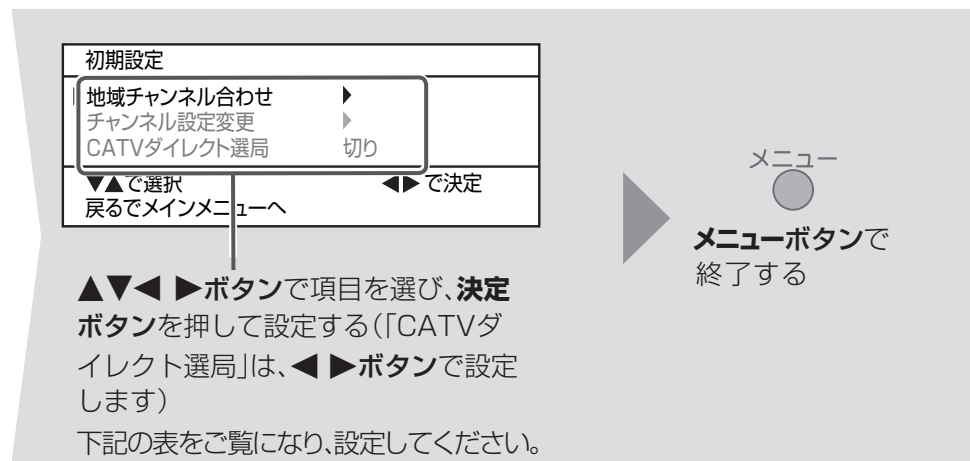 初期設定
地域チャンネル合わせ ▶
チャンネル設定変更 ▶
CATVダイレクト選局 切り
▼▲で選択 ◀▶で決定
戻るでメインメニューへ
▲▼◀ ▶ボタンで項目を選び、決定
ボタンを押して設定する（「CATVダ
イレクト選局」は、◀ ▶ボタンで設定
します）
下記の表をご覧になり、設定してください。
メニュー
メニューボタンで
終了する